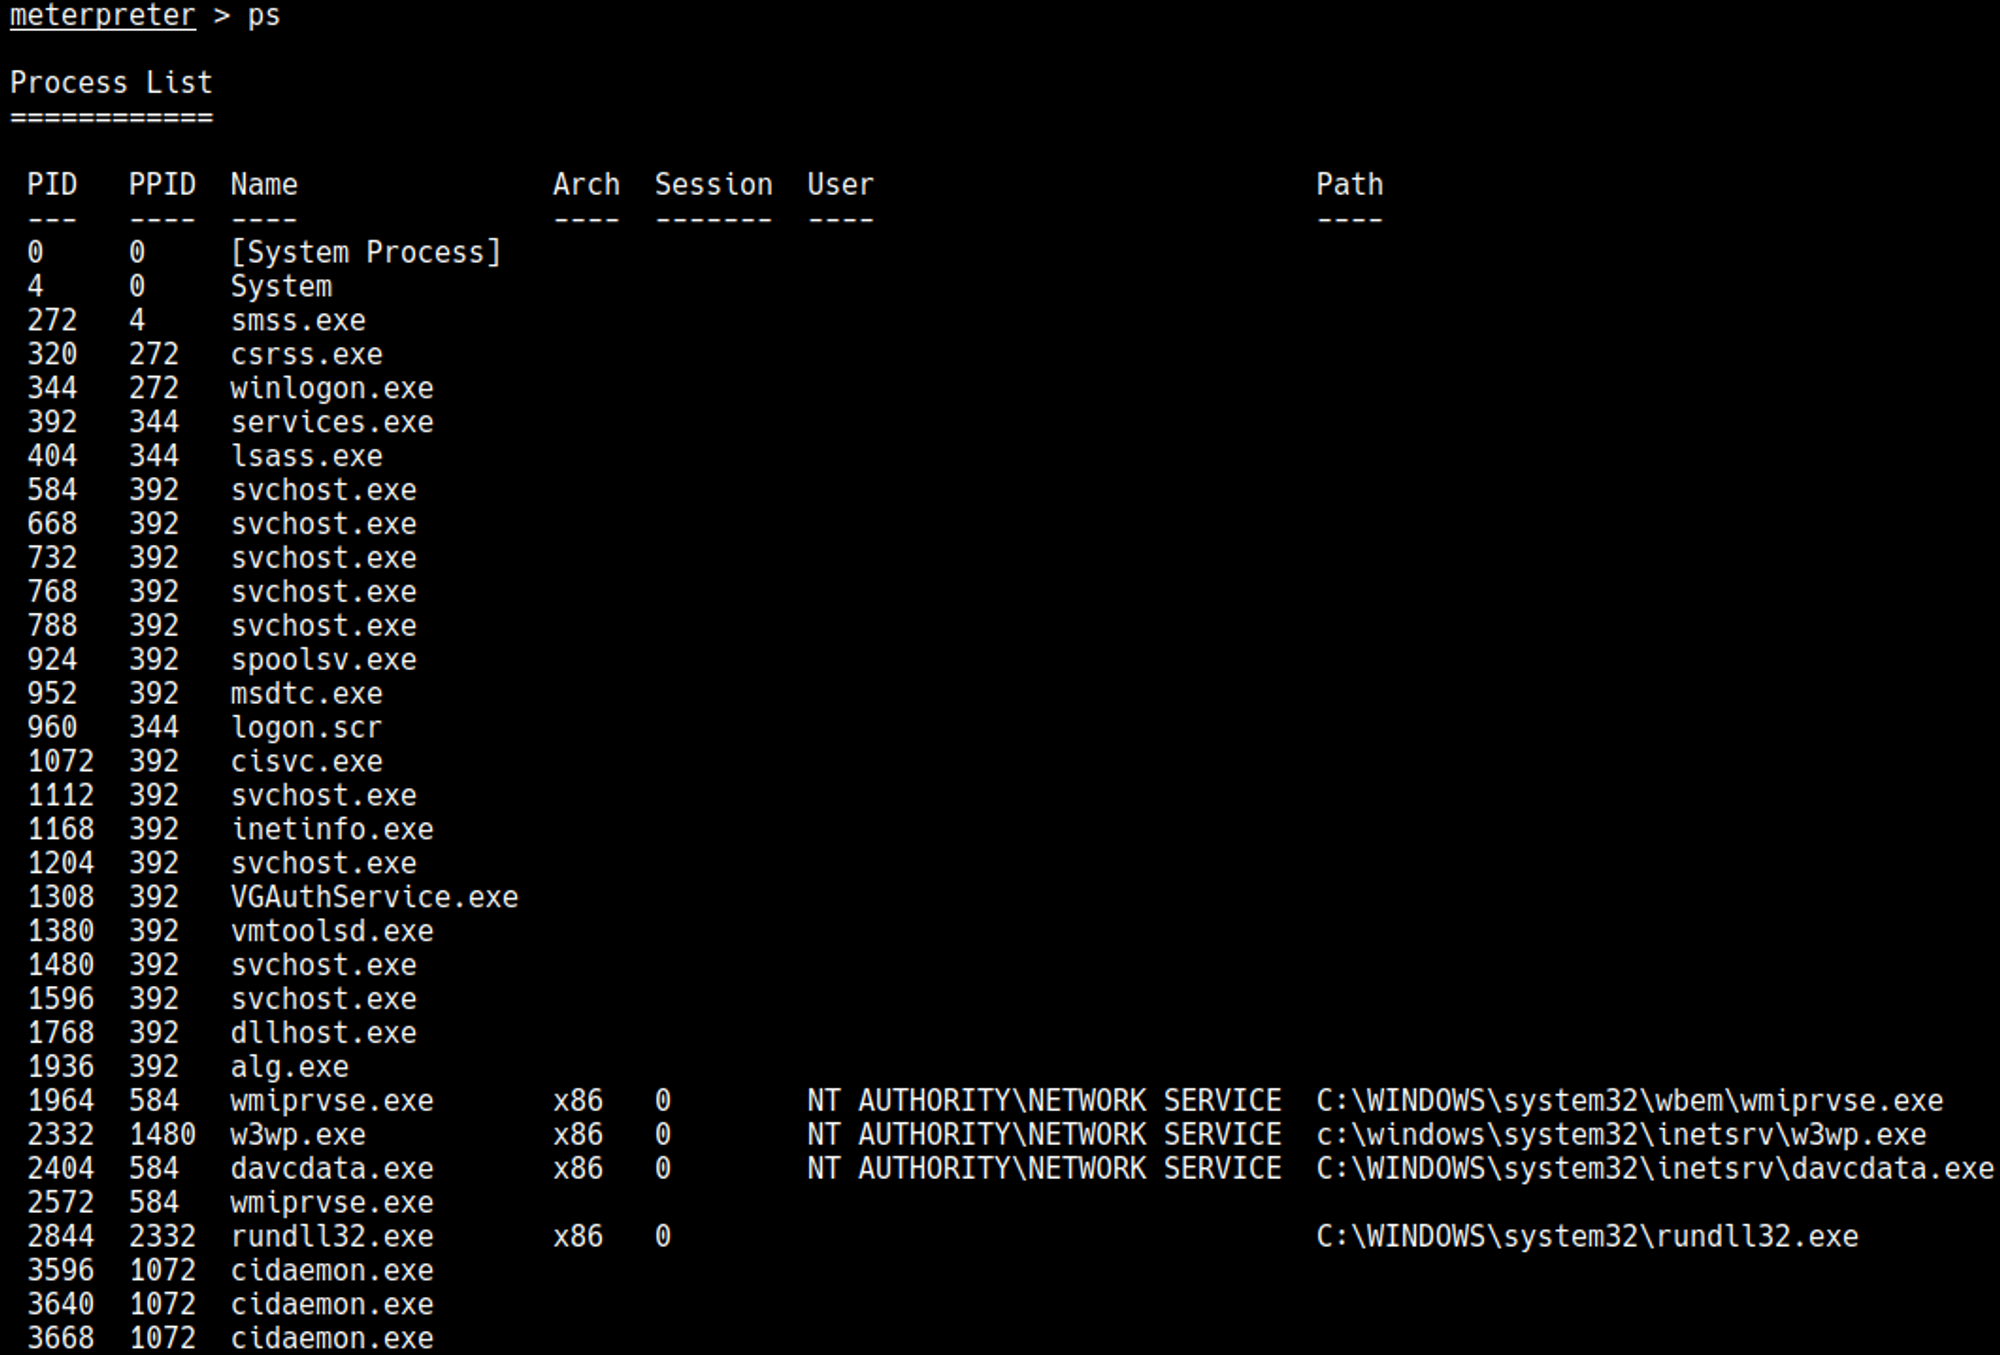 meterpreter > ps
Process List
============
PID PPID Name Arch Session User Path
--- ---- ---- ---- ------- ---- ----
0 0 [System Process]
4 0 System
272 4 smss.exe
320 272 csrss.exe
344 272 winlogon.exe
392 344 services.exe
404 344 lsass.exe
584 392 svchost.exe
668 392 svchost.exe
732 392 svchost.exe
768 392 svchost.exe
788 392 svchost.exe
924 392 spoolsv.exe
952 392 msdtc.exe
960 344 logon.scr
1072 392 cisvc.exe
1112 392 svchost.exe
1168 392 inetinfo.exe
1204 392 svchost.exe
1308 392 VGAuthService.exe
1380 392 vmtoolsd.exe
1480 392 svchost.exe
1596 392 svchost.exe
1768 392 dllhost.exe
1936 392 alg.exe
1964 584 wmiprvse.exe x86 0 NT AUTHORITY\NETWORK SERVICE C:\WINDOWS\system32\wbem\wmiprvse.exe
2332 1480 w3wp.exe x86 0 NT AUTHORITY\NETWORK SERVICE c:\windows\system32\inetsrv\w3wp.exe
2404 584 davcdata.exe x86 0 NT AUTHORITY\NETWORK SERVICE C:\WINDOWS\system32\inetsrv\davcdata.exe
2572 584 wmiprvse.exe
2844 2332 rundll32.exe x86 0 C:\WINDOWS\system32\rundll32.exe
3596 1072 cidaemon.exe
3640 1072 cidaemon.exe
3668 1072 cidaemon.exe